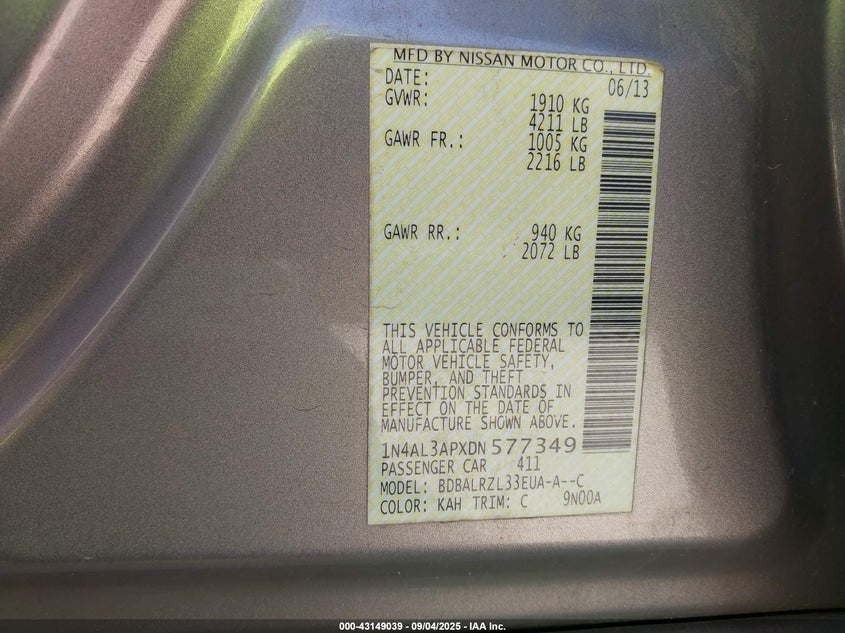 MFD BY NISSAN MOTOR CO., LTD.
DATE: 06/13
GVWR: 1910 KG
4211 LB
GAWR FR.: 1005 KG
2216 LB
GAWR RR.: 940 KG
2072 LB
THIS VEHICLE CONFORMS TO
ALL APPLICABLE FEDERAL
MOTOR VEHICLE SAFETY,
BUMPER, AND THEFT
PREVENTION STANDARDS IN
EFFECT ON THE DATE OF
MANUFACTURE SHOWN ABOVE.
1N4AL3APXDN577349
PASSENGER CAR 411
MODEL: BDBALRZL33EUA-A--C
COLOR: KAH TRIM: C 9N00A
000-43149039 - 09/04/2025 - IAA Inc.